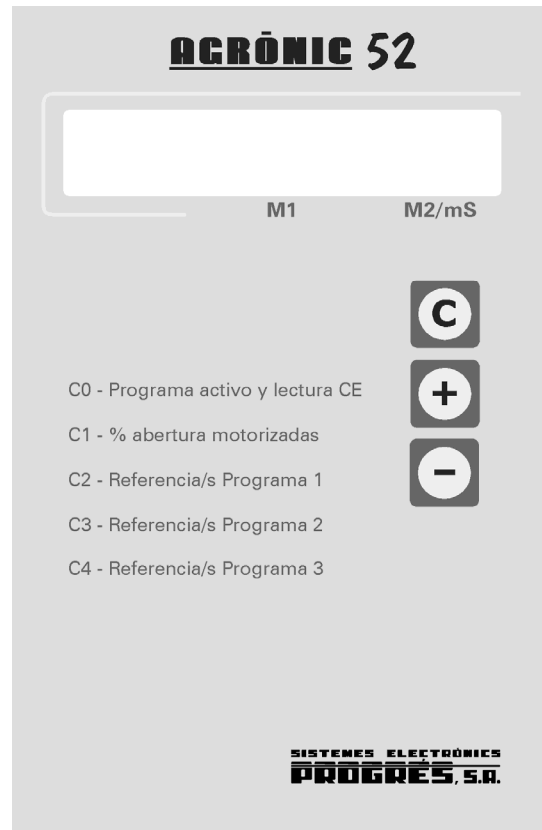 AGRÒNIC 52
M1 M2/mS
C
+
−
C0 - Programa activo y lectura CE
C1 - % abertura motorizadas
C2 - Referencia/s Programa 1
C3 - Referencia/s Programa 2
C4 - Referencia/s Programa 3
SISTEMES ELECTRÒNICS
PROGRÉS, S.A.